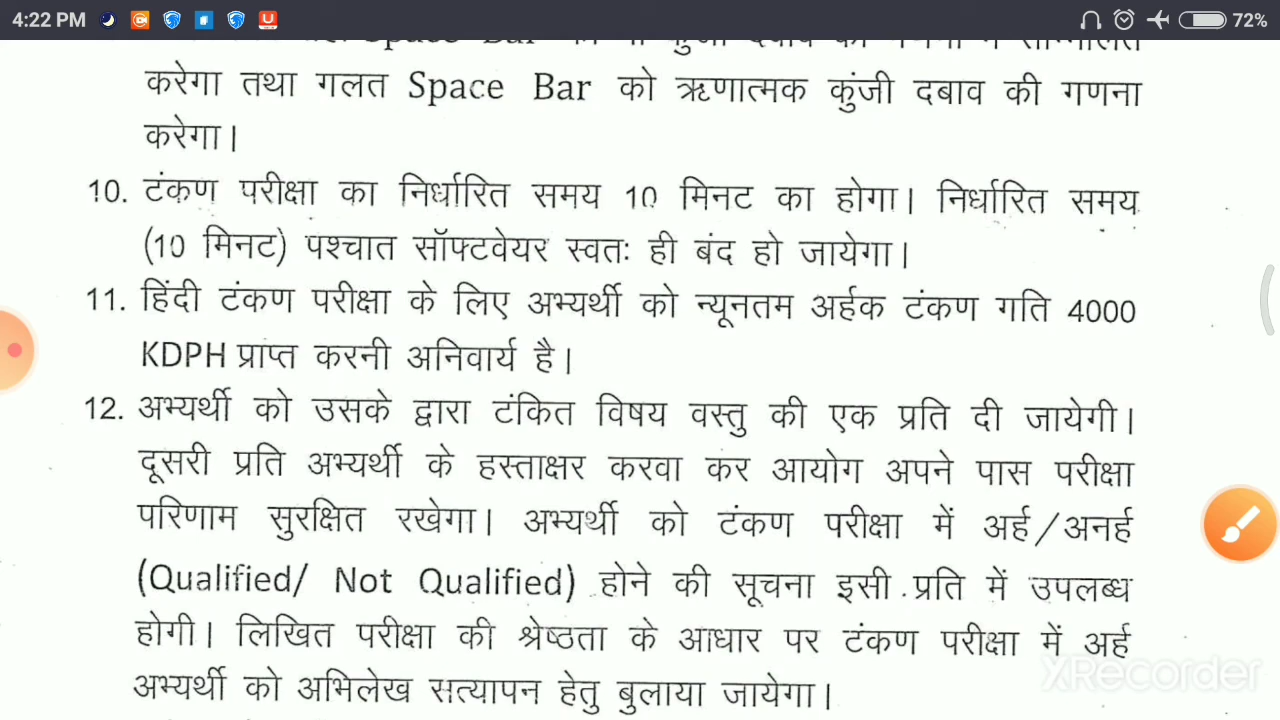 4:22 PM 72%
Space Bar
करेगा तथा गलत Space Bar को ऋणात्मक कुंजी दबाव की गणना
करेगा।
10. टंकण परीक्षा का निर्धारित समय 10 मिनट का होगा। निर्धारित समय
(10 मिनट) पश्चात सॉफ्टवेयर स्वतः ही बंद हो जायेगा।
11. हिंदी टंकण परीक्षा के लिए अभ्यर्थी को न्यूनतम अर्हक टंकण गति 4000
KDPH प्राप्त करनी अनिवार्य है।
12. अभ्यर्थी को उसके द्वारा टंकित विषय वस्तु की एक प्रति दी जायेगी।
दूसरी प्रति अभ्यर्थी के हस्ताक्षर करवा कर आयोग अपने पास परीक्षा
परिणाम सुरक्षित रखेगा। अभ्यर्थी को टंकण परीक्षा में अर्ह/अनर्ह
(Qualified/ Not Qualified) होने की सूचना इसी प्रति में उपलब्ध
होगी। लिखित परीक्षा की श्रेष्ठता के आधार पर टंकण परीक्षा में अर्ह
अभ्यर्थी को अभिलेख सत्यापन हेतु बुलाया जायेगा।
XRecorder